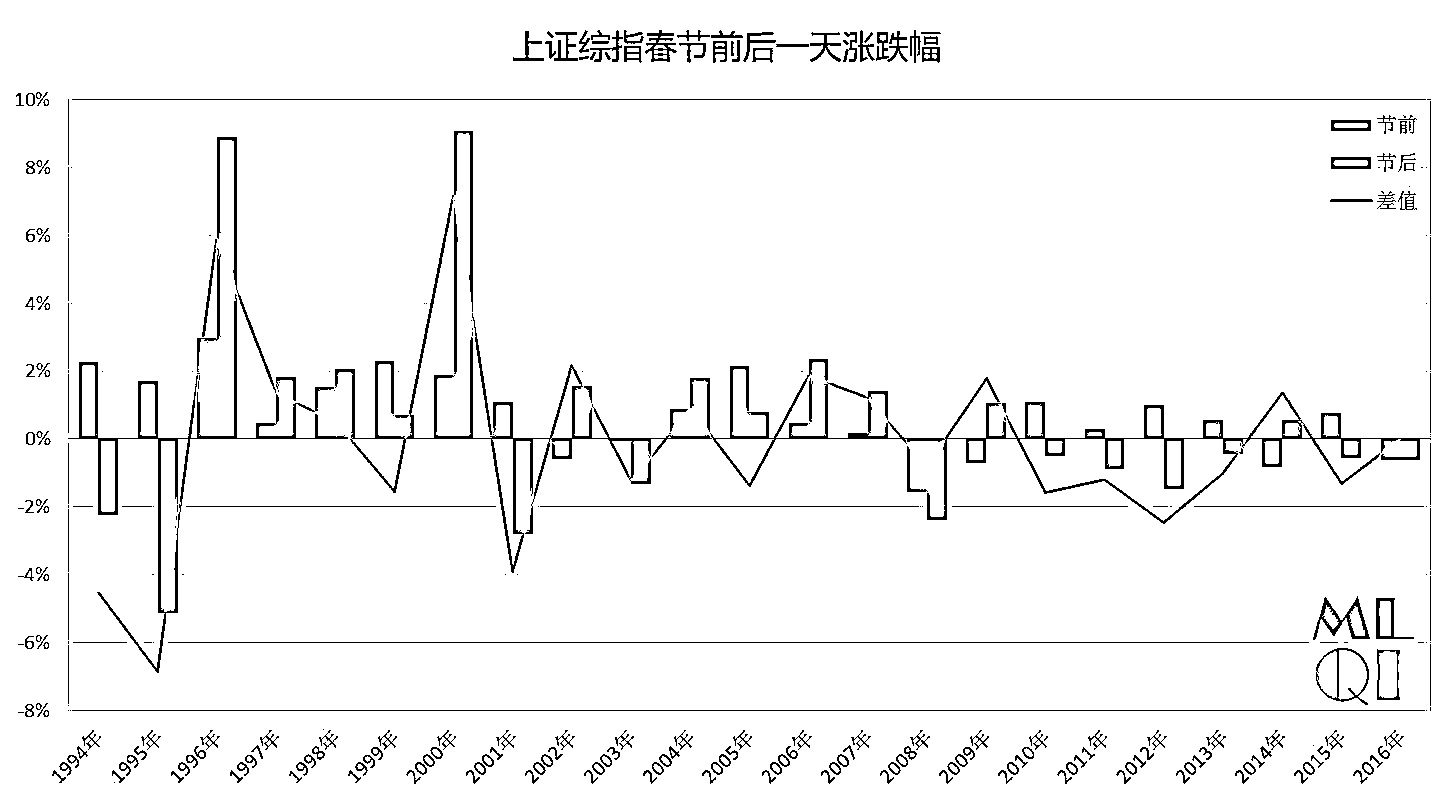 上证综指春节前后一天涨跌幅
10%
8%
6%
4%
2%
0%
-2%
-4%
-6%
-8%
节前
节后
差值
ML
QI
1994年
1995年
1996年
1997年
1998年
1999年
2000年
2001年
2002年
2003年
2004年
2005年
2006年
2007年
2008年
2009年
2010年
2011年
2012年
2013年
2014年
2015年
2016年